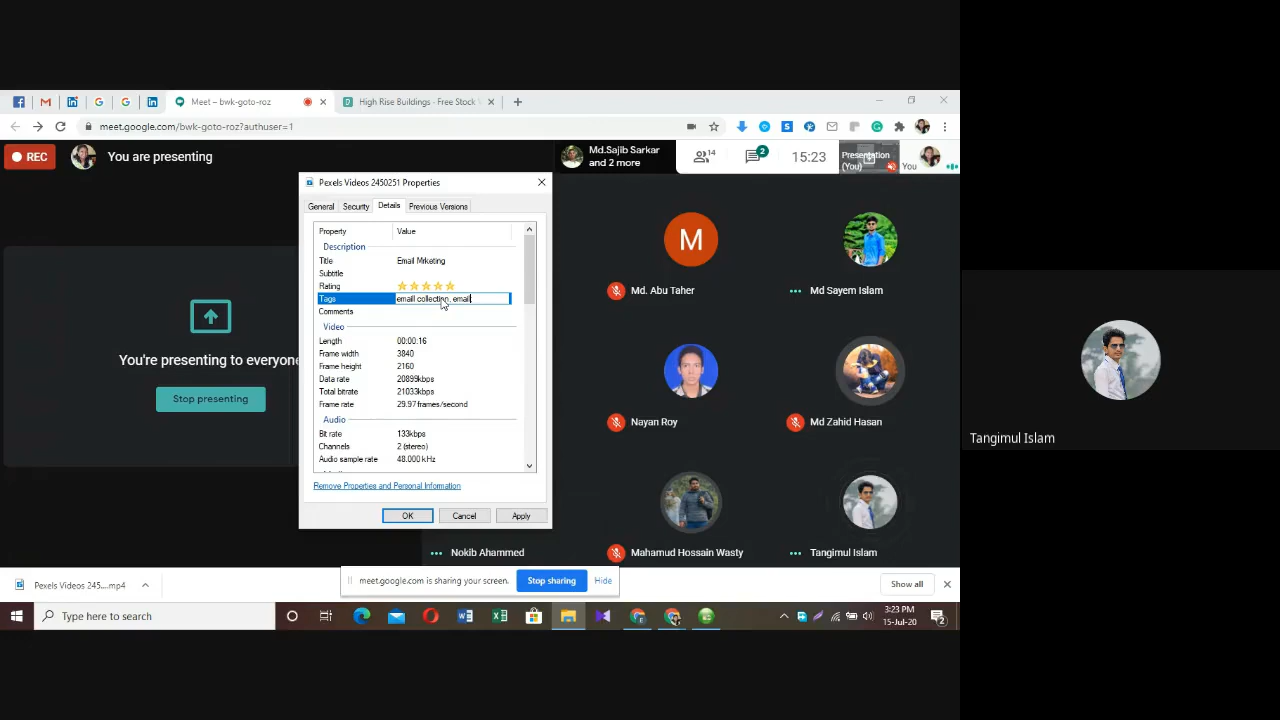 Meet – bwk-goto-roz
High Rise Buildings - Free Stock
meet.google.com/bwk-goto-roz?authuser=1
REC
You are presenting
Md.Sajib Sarkar
and 2 more
14
2
15:23
Presentation
(You)
You
Pexels Videos 2450251 Properties
General
Security
Details
Previous Versions
Property
Value
Description
Title
Email Mrketing
Subtitle
Rating
Tags
email collection, email
Comments
Video
Length
00:00:16
Frame width
3840
Frame height
2160
Data rate
20899kbps
Total bitrate
21033kbps
Frame rate
29.97 frames/second
Audio
Bit rate
133kbps
Channels
2 (stereo)
Audio sample rate
48.000 kHz
Remove Properties and Personal Information
OK
Cancel
Apply
You're presenting to everyone
Stop presenting
M
Md. Abu Taher
Md Sayem Islam
Nayan Roy
Md Zahid Hasan
Nokib Ahammed
Mahamud Hossain Wasty
Tangimul Islam
Tangimul Islam
meet.google.com is sharing your screen.
Stop sharing
Hide
Pexels Videos 245....mp4
Show all
Type here to search
3:23 PM
15-Jul-20
2